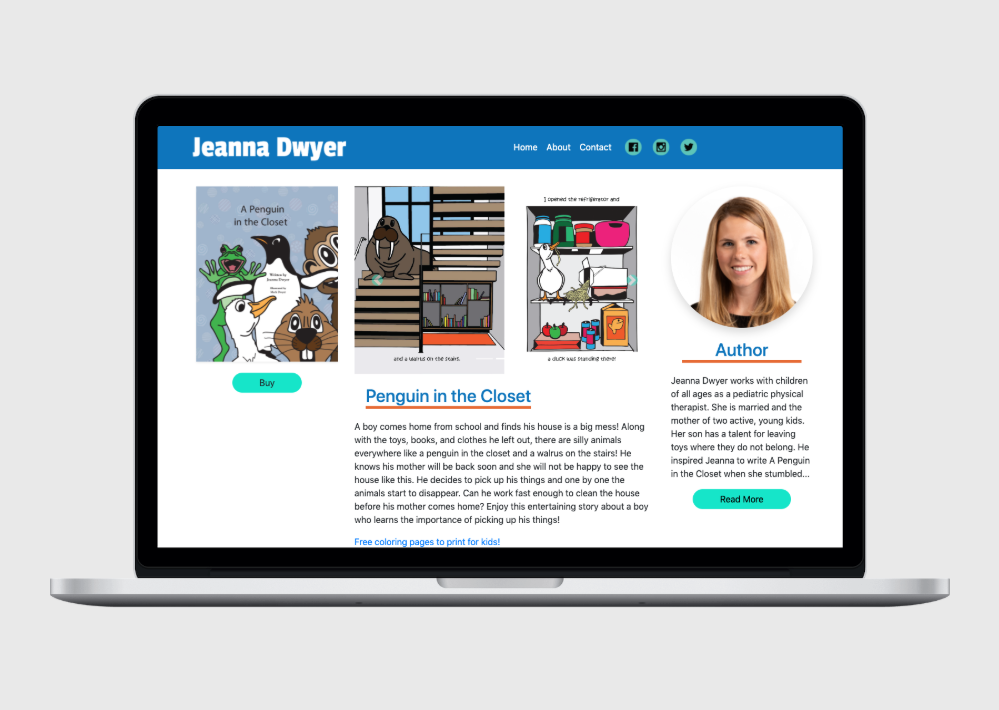 Jeanna Dwyer
Home About Contact
A Penguin
in the Closet
Written by
Jeanna Dwyer
Illustrated by
Buy
and a walrus on the stairs.
I opened the refrigerator and
a duck was standing there!
Penguin in the Closet
A boy comes home from school and finds his house is a big mess! Along
with the toys, books, and clothes he left out, there are silly animals
everywhere like a penguin in the closet and a walrus on the stairs! He
knows his mother will be back soon and she will not be happy to see the
house like this. He decides to pick up his things and one by one the
animals start to disappear. Can he work fast enough to clean the house
before his mother comes home? Enjoy this entertaining story about a boy
who learns the importance of picking up his things!
Free coloring pages to print for kids!
Author
Jeanna Dwyer works with children
of all ages as a pediatric physical
therapist. She is married and the
mother of two active, young kids.
Her son has a talent for leaving
toys where they do not belong. He
inspired Jeanna to write A Penguin
in the Closet when she stumbled...
Read More